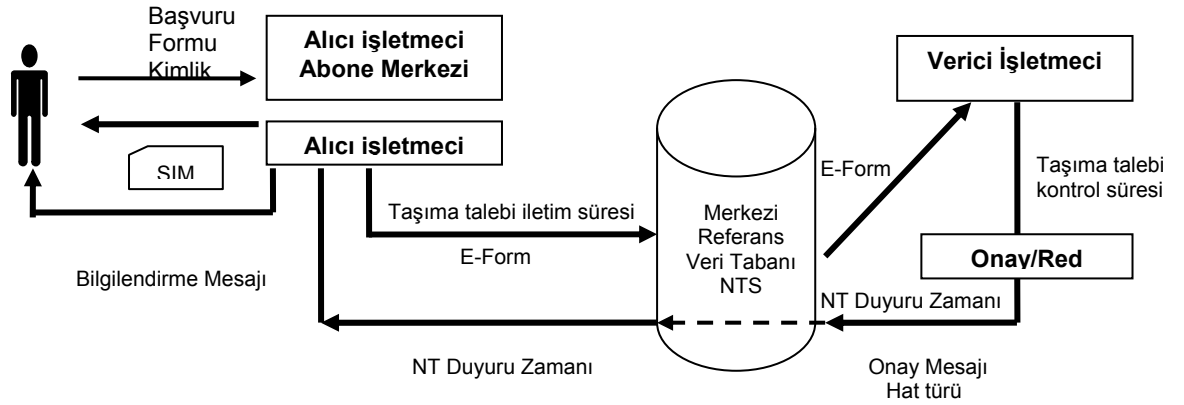 Başvuru
Formu
Kimlik
Alıcı işletmeci
Abone Merkezi
Verici İşletmeci
Alıcı işletmeci
SIM
E-Form
Taşıma talebi
kontrol süresi
Taşıma talebi iletim süresi
E-Form
Merkezi
Referans
Veri Tabanı
NTS
Onay/Red
Bilgilendirme Mesajı
NT Duyuru Zamanı
NT Duyuru Zamanı
Onay Mesajı
Hat türü